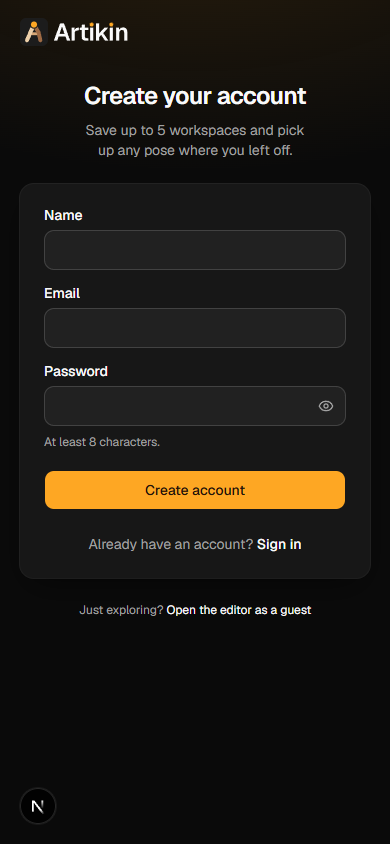 Artikin
Create your account
Save up to 5 workspaces and pick
up any pose where you left off.
Name
Email
Password
At least 8 characters.
Create account
Already have an account? Sign in
Just exploring? Open the editor as a guest
N